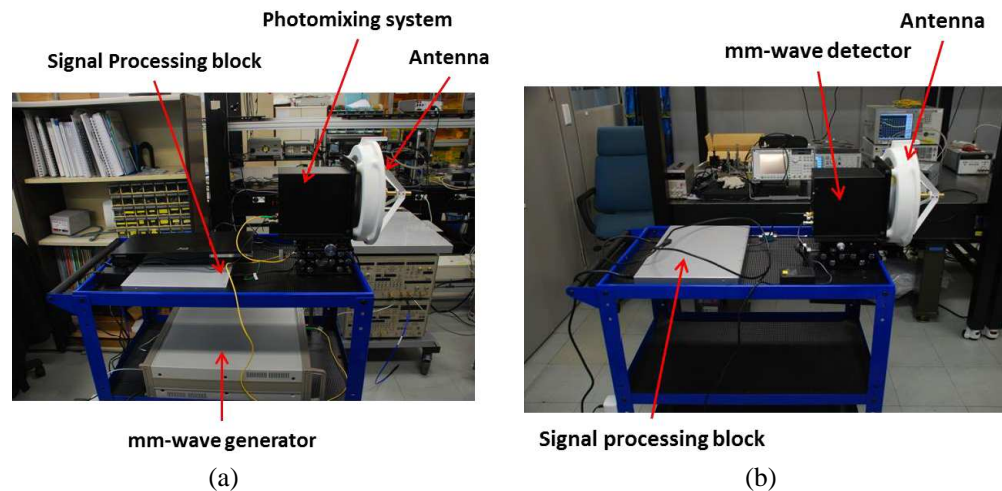 Photomixing system
Signal Processing block
Antenna
mm-wave generator
(a)
Antenna
mm-wave detector
Signal processing block
(b)